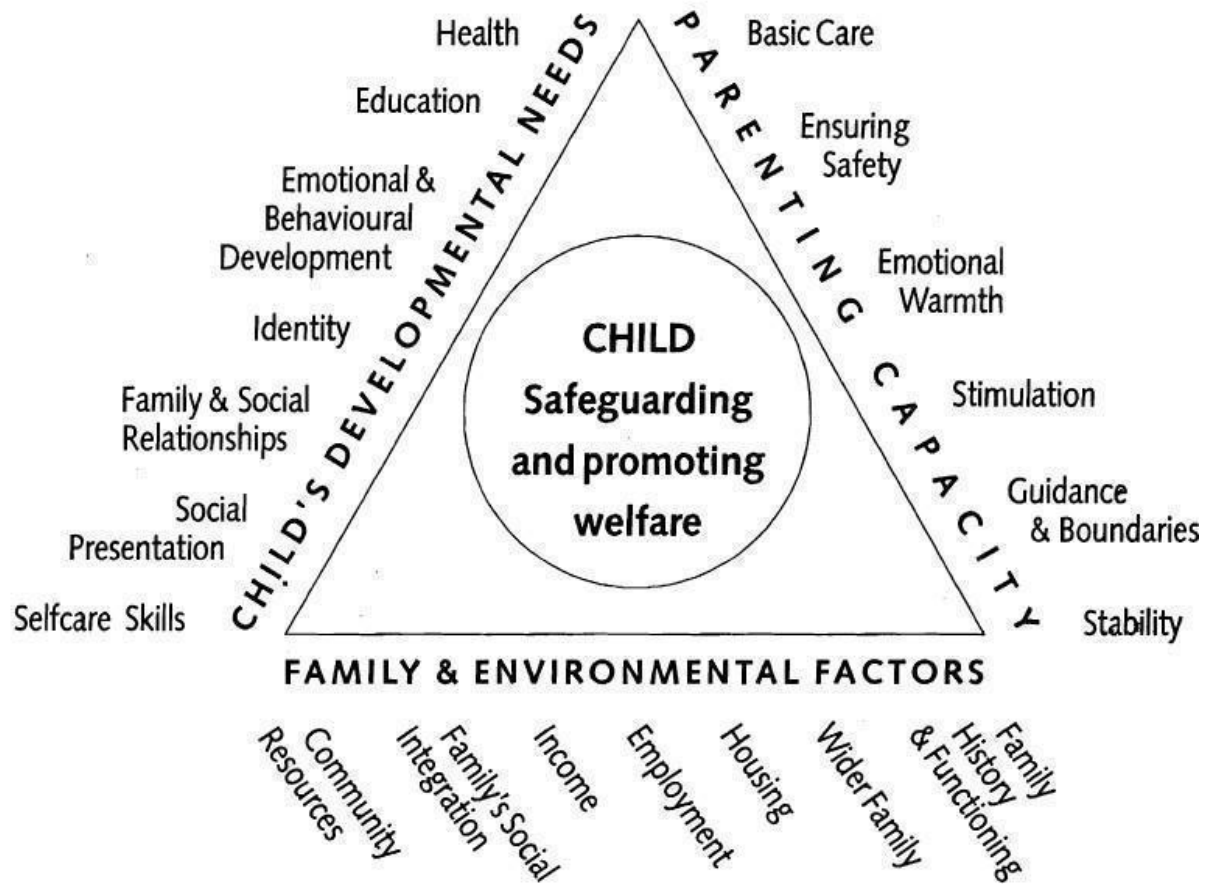 Health
Education
Emotional &
Behavioural
Development
Identity
Family & Social
Relationships
Social
Presentation
Selfcare Skills
CHILD'S DEVELOPMENTAL NEEDS
CHILD
Safeguarding
and promoting
welfare
PARENTING CAPACITY
Basic Care
Ensuring
Safety
Emotional
Warmth
Stimulation
Guidance
& Boundaries
Stability
FAMILY & ENVIRONMENTAL FACTORS
Community
Resources
Family's Social
Integration
Income
Employment
Housing
Wider Family
Family
History
& Functioning